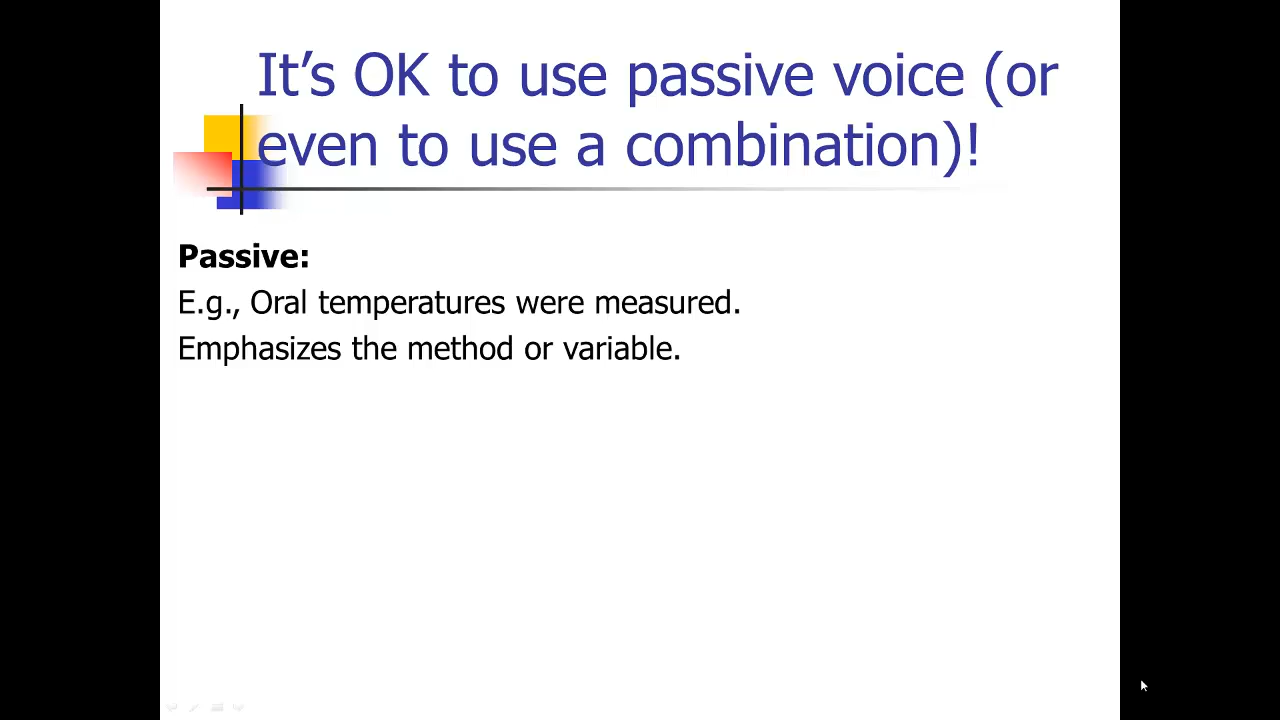 It’s OK to use passive voice (or
even to use a combination)!
Passive:
E.g., Oral temperatures were measured.
Emphasizes the method or variable.